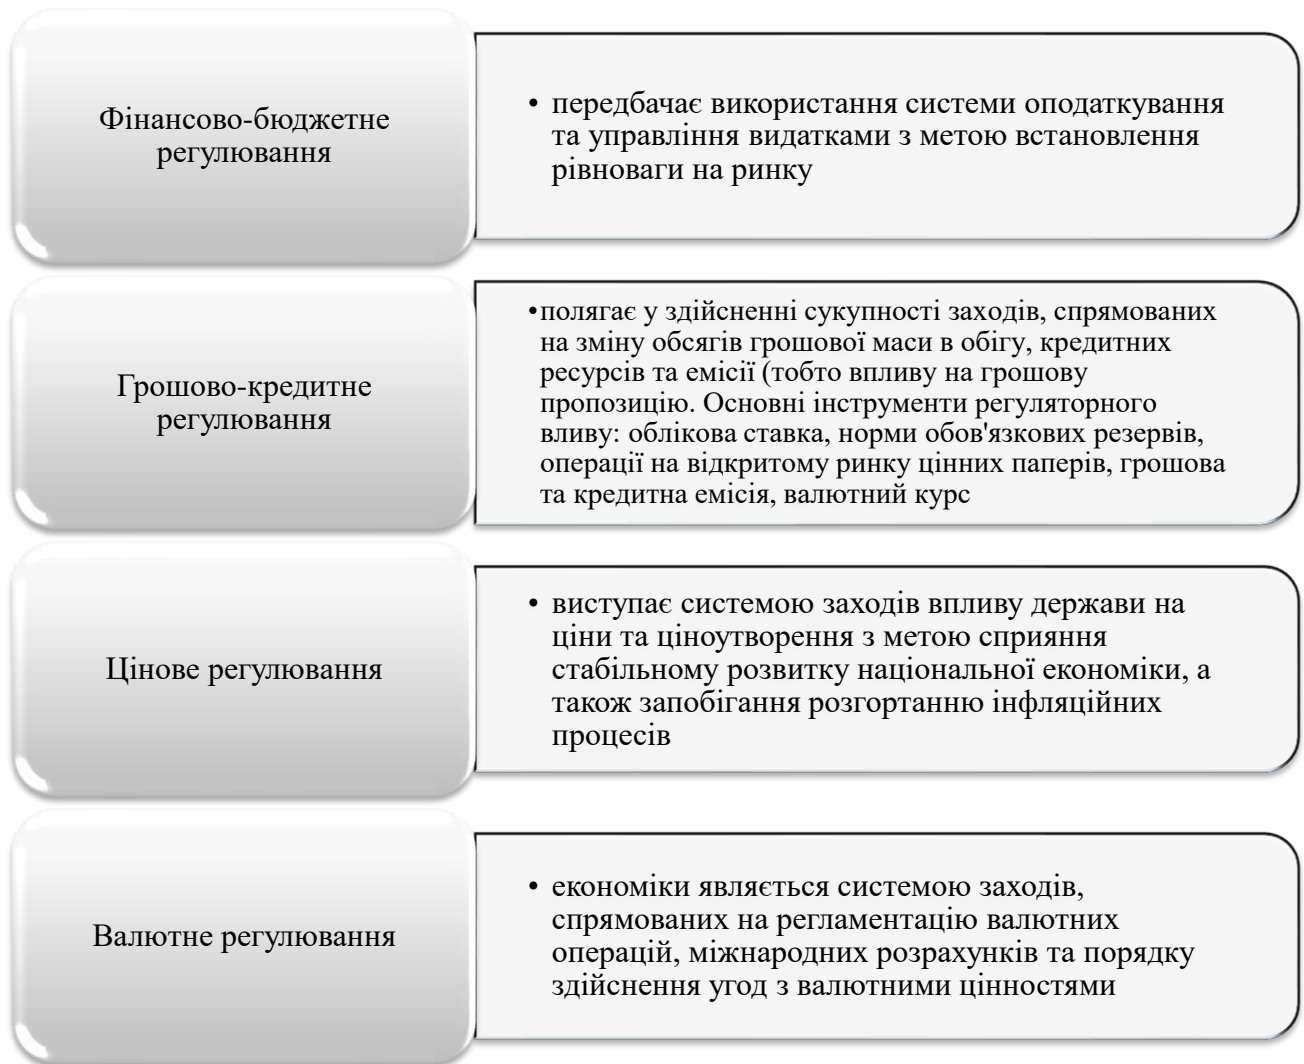 Фінансово-бюджетне
регулювання
• передбачає використання системи оподаткування
та управління видатками з метою встановлення
рівноваги на ринку
Грошово-кредитне
регулювання
•полягає у здійсненні сукупності заходів, спрямованих
на зміну обсягів грошової маси в обігу, кредитних
ресурсів та емісії (тобто впливу на грошову
пропозицію. Основні інструменти регуляторного
вливу: облікова ставка, норми обов'язкових резервів,
операції на відкритому ринку цінних паперів, грошова
та кредитна емісія, валютний курс
Цінове регулювання
• виступає системою заходів впливу держави на
ціни та ціноутворення з метою сприяння
стабільному розвитку національної економіки, а
також запобігання розгортанню інфляційних
процесів
Валютне регулювання
• економіки являється системою заходів,
спрямованих на регламентацію валютних
операцій, міжнародних розрахунків та порядку
здійснення угод з валютними цінностями